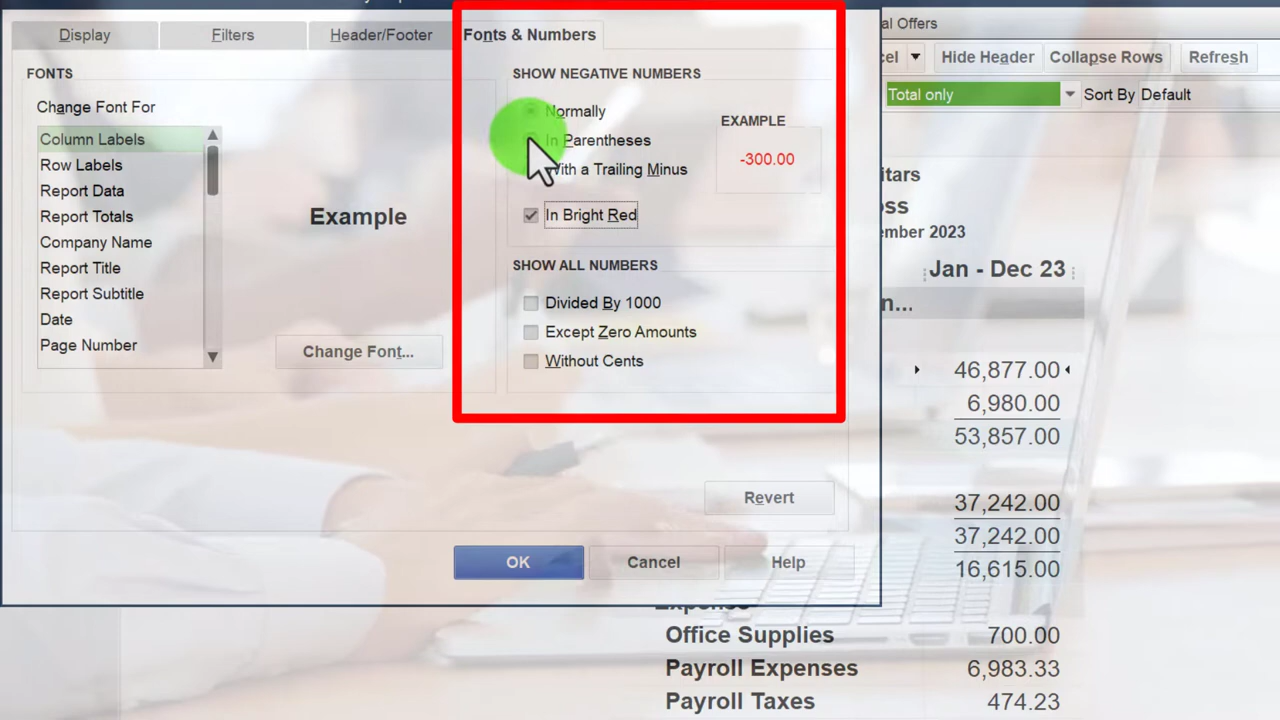 Display
Filters
Header/Footer
Fonts & Numbers
FONTS
Change Font For
Column Labels
Row Labels
Report Data
Report Totals
Company Name
Report Title
Report Subtitle
Date
Page Number
Example
Change Font...
SHOW NEGATIVE NUMBERS
Normally
In Parentheses
With a Trailing Minus
In Bright Red
EXAMPLE
-300.00
SHOW ALL NUMBERS
Divided By 1000
Except Zero Amounts
Without Cents
Revert
OK
Cancel
Help
al Offers
cel
Hide Header
Collapse Rows
Refresh
Total only
Sort By Default
itars
oss
ember 2023
Jan - Dec 23
n...
46,877.00
6,980.00
53,857.00
37,242.00
37,242.00
16,615.00
Expense
Office Supplies 700.00
Payroll Expenses 6,983.33
Payroll Taxes 474.23